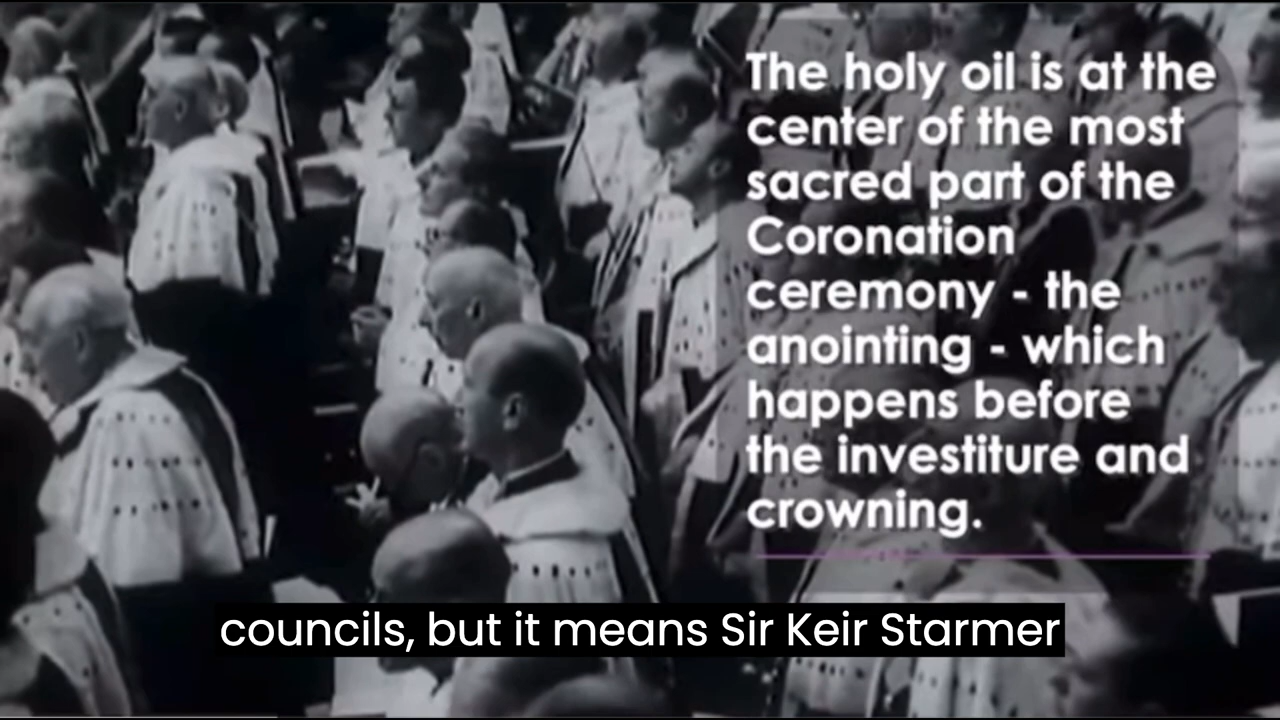 The holy oil is at the
center of the most
sacred part of the
Coronation
ceremony - the
anointing - which
happens before
the investiture and
crowning.
councils, but it means Sir Keir Starmer